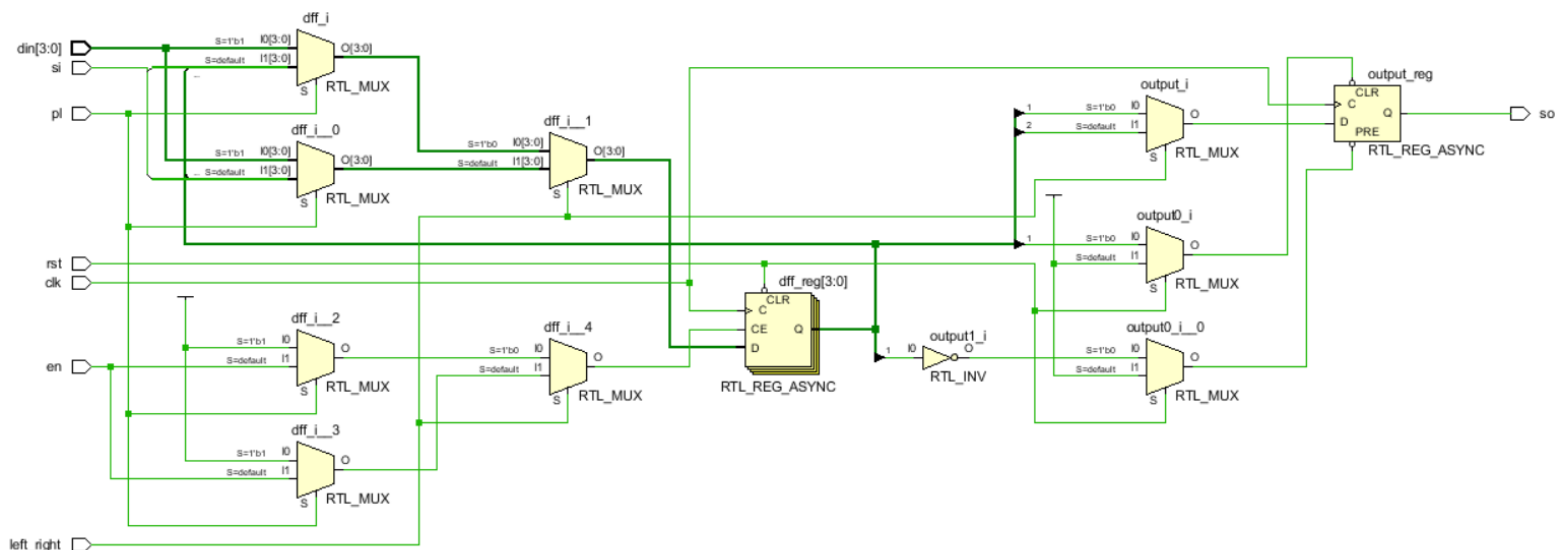 dff_i
din[3:0]
S=1'b1 I0[3:0]
O[3:0]
si
S=default I1[3:0]
...
S
RTL_MUX
pl
dff_i__0
S=1'b1 I0[3:0]
O[3:0]
... S=default I1[3:0]
...
S
RTL_MUX
dff_i__1
S=1'b0 I0[3:0]
O[3:0]
S=default I1[3:0]
S
RTL_MUX
rst
clk
dff_i__2
S=1'b1 I0
O
S=default I1
en
S
RTL_MUX
dff_i__3
S=1'b1 I0
O
S=default I1
S
RTL_MUX
left_right
dff_i__4
S=1'b0 I0
O
S=default I1
S
RTL_MUX
dff_reg[3:0]
CLR
C
CE
Q
D
RTL_REG_ASYNC
1
output1_i
I0 O
RTL_INV
output_i
1 S=1'b0 I0
O
2 S=default I1
S
RTL_MUX
output0_i
1 S=1'b0 I0
O
S=default I1
S
RTL_MUX
output0_i__0
S=1'b0 I0
O
S=default I1
S
RTL_MUX
output_reg
CLR
C
Q
D
PRE
RTL_REG_ASYNC
so